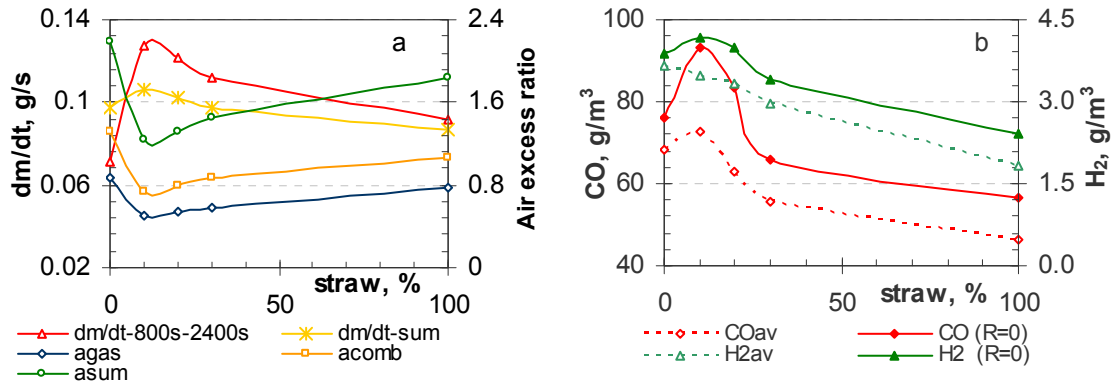 a
dm/dt, g/s
0.14
0.1
0.06
0.02
2.4
1.6
0.8
0
Air excess ratio
0
50
100
straw, %
dm/dt-800s-2400s
dm/dt-sum
agas
acomb
asum
b
CO, g/m³
100
80
60
40
4.5
3.0
1.5
0.0
H₂, g/m³
0
50
100
straw, %
COav
CO (R=0)
H2av
H2 (R=0)